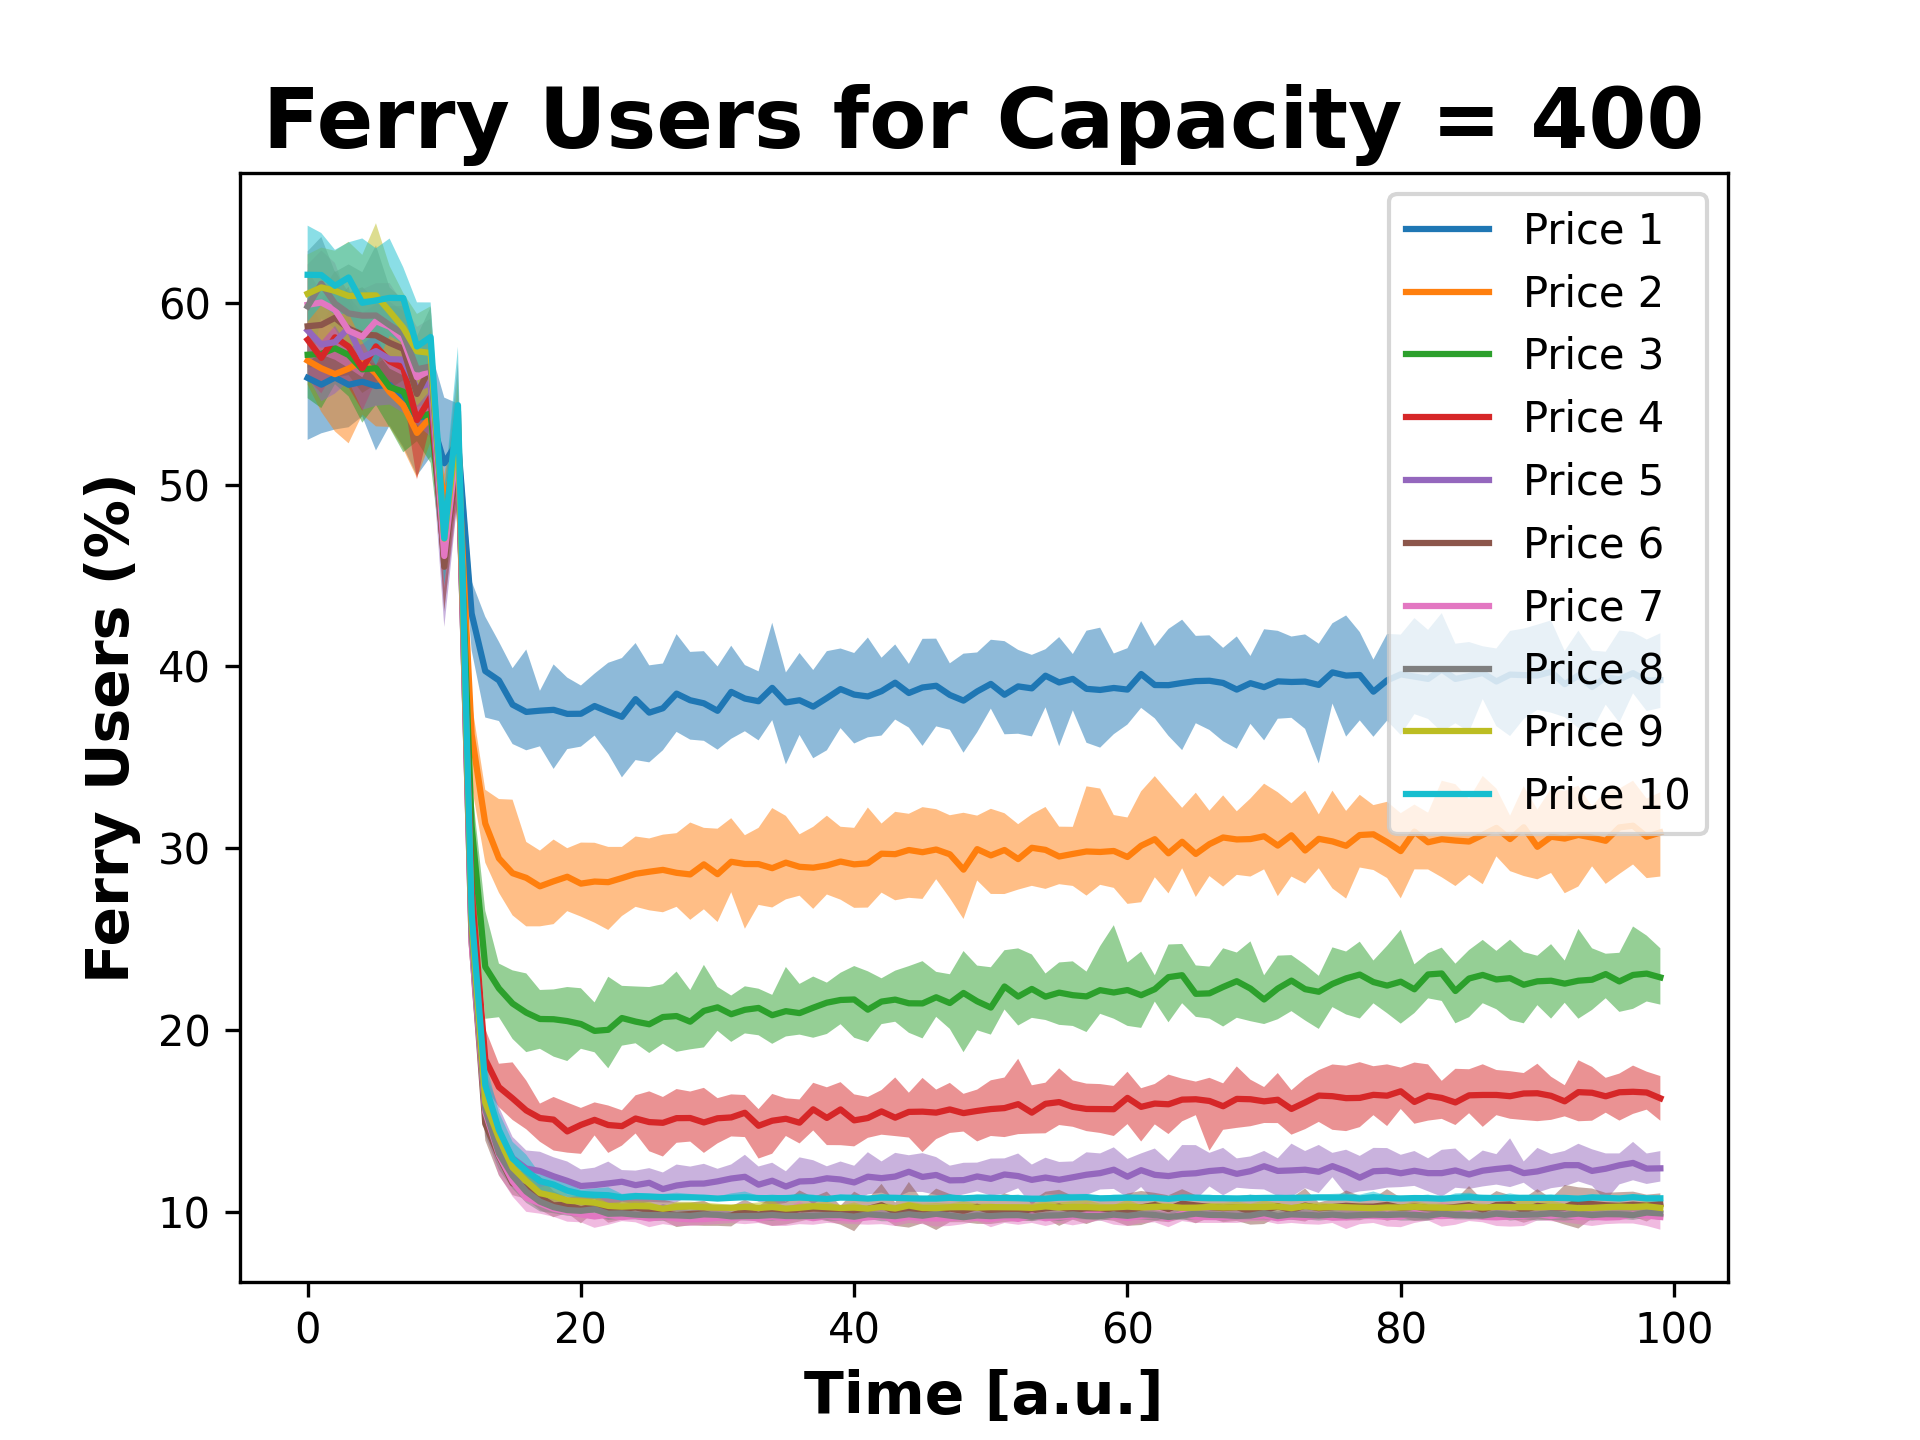 Ferry Users for Capacity = 400
Ferry Users (%)
60
50
40
30
20
10
0
20
40
60
80
100
Time [a.u.]
Price 1
Price 2
Price 3
Price 4
Price 5
Price 6
Price 7
Price 8
Price 9
Price 10